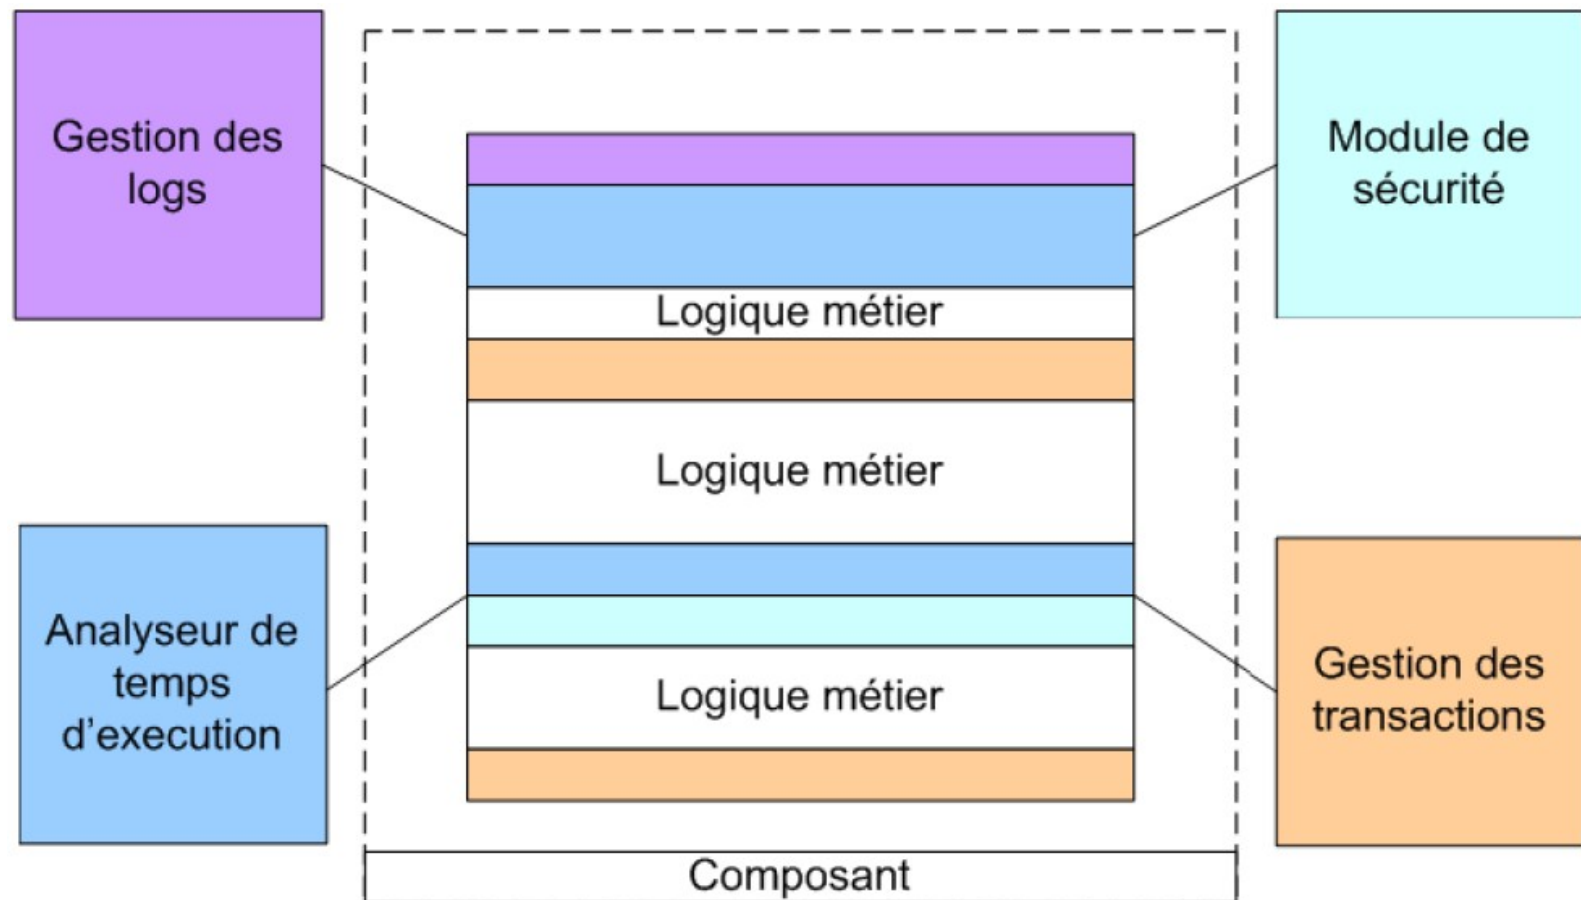 Gestion des
logs
Module de
sécurité
Logique métier
Logique métier
Analyseur de
temps
d'execution
Logique métier
Gestion des
transactions
Composant